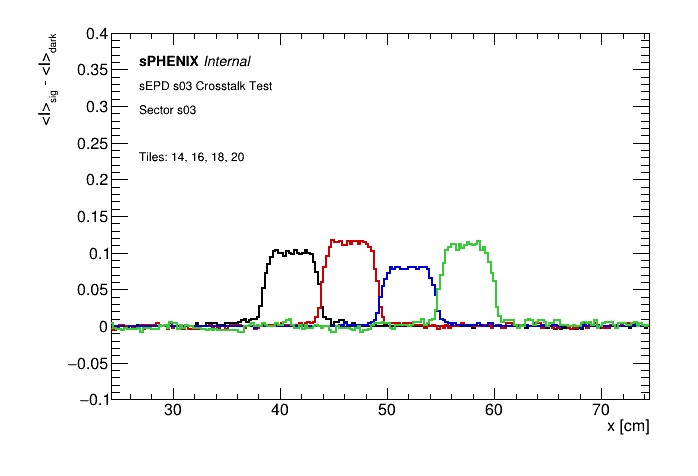 <I>sig - <I>dark
0.4
0.35
0.3
0.25
0.2
0.15
0.1
0.05
0
−0.05
−0.1
sPHENIX Internal
sEPD s03 Crosstalk Test
Sector s03
Tiles: 14, 16, 18, 20
30 40 50 60 70
x [cm]